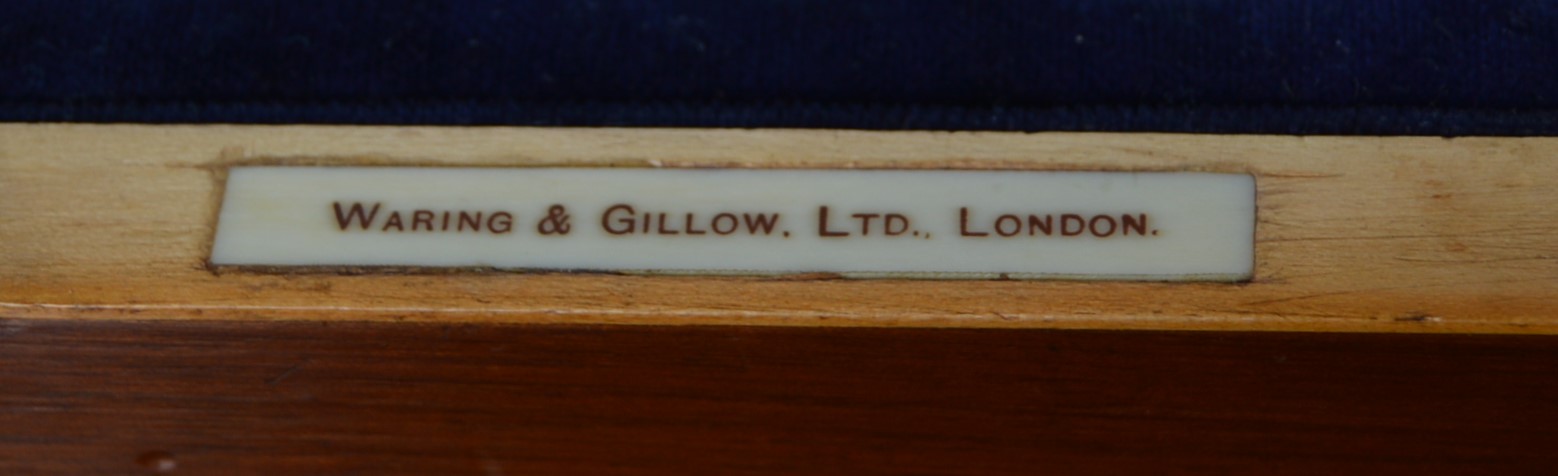 WARING & GILLOW. LTD., LONDON.